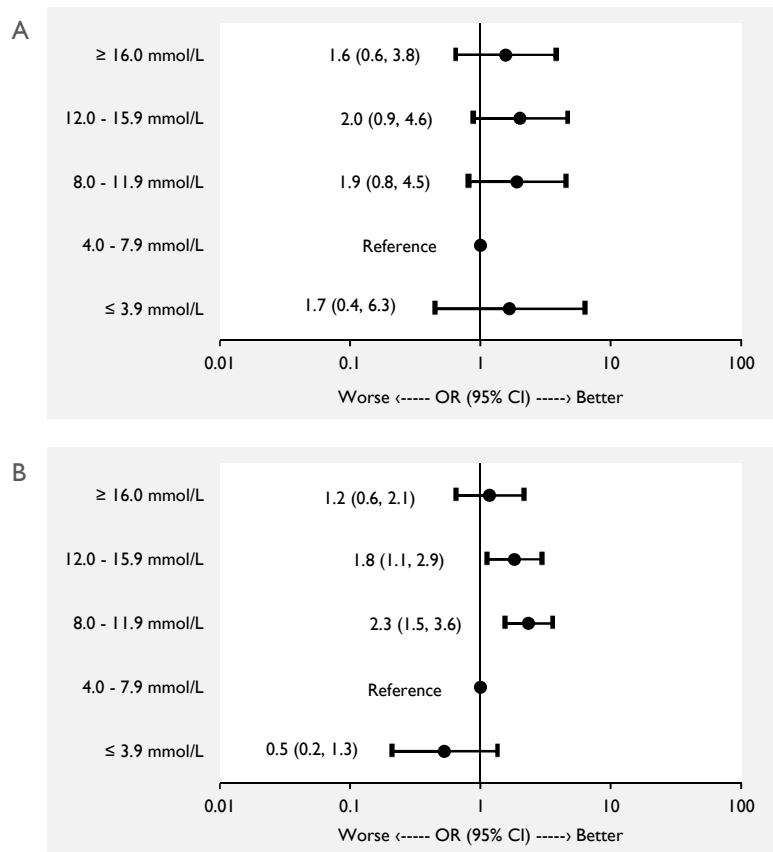 A
≥ 16.0 mmol/L 1.6 (0.6, 3.8)
12.0 - 15.9 mmol/L 2.0 (0.9, 4.6)
8.0 - 11.9 mmol/L 1.9 (0.8, 4.5)
4.0 - 7.9 mmol/L Reference
≤ 3.9 mmol/L 1.7 (0.4, 6.3)
0.01 0.1 1 10 100
Worse <----- OR (95% CI) -----> Better
B
≥ 16.0 mmol/L 1.2 (0.6, 2.1)
12.0 - 15.9 mmol/L 1.8 (1.1, 2.9)
8.0 - 11.9 mmol/L 2.3 (1.5, 3.6)
4.0 - 7.9 mmol/L Reference
≤ 3.9 mmol/L 0.5 (0.2, 1.3)
0.01 0.1 1 10 100
Worse <----- OR (95% CI) -----> Better